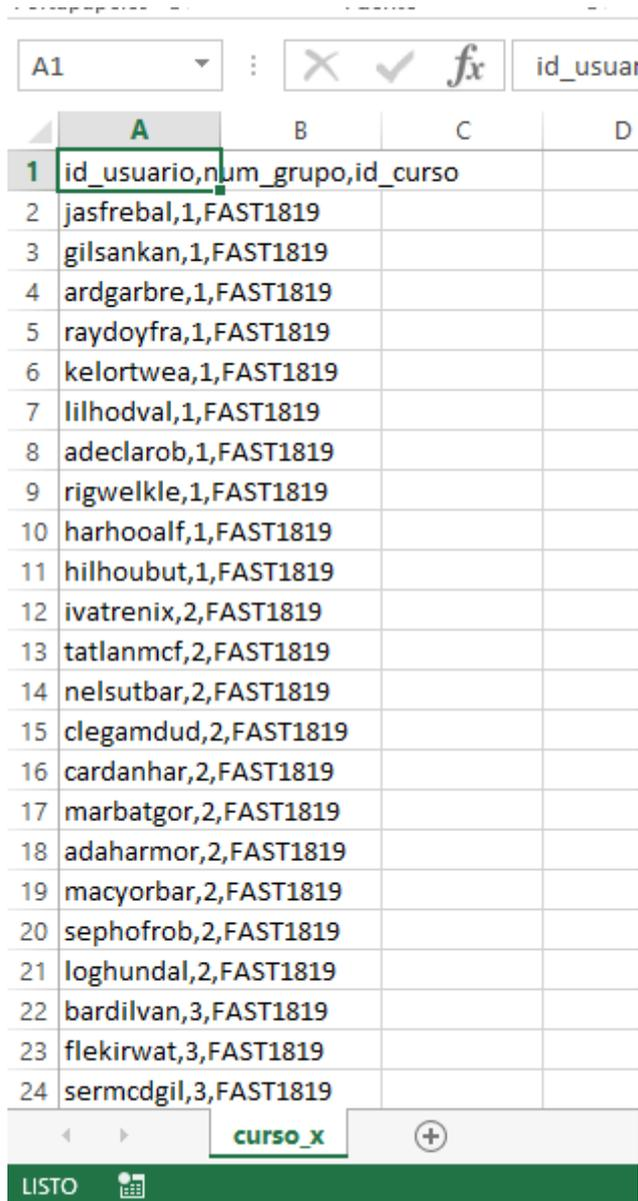 A1 fx id_usuar
A B C D
1 id_usuario,num_grupo,id_curso
2 jasfrebal,1,FAST1819
3 gilsankan,1,FAST1819
4 ardgarbre,1,FAST1819
5 raydoyfra,1,FAST1819
6 kelortwea,1,FAST1819
7 lilhodval,1,FAST1819
8 adeclarob,1,FAST1819
9 rigwelkle,1,FAST1819
10 harhooalf,1,FAST1819
11 hilhoubut,1,FAST1819
12 ivatrenix,2,FAST1819
13 tatlanmcf,2,FAST1819
14 nelsutbar,2,FAST1819
15 clegamdud,2,FAST1819
16 cardanhar,2,FAST1819
17 marbatgor,2,FAST1819
18 adaharmor,2,FAST1819
19 macyorbar,2,FAST1819
20 sephofrob,2,FAST1819
21 loghundal,2,FAST1819
22 bardilvan,3,FAST1819
23 flekirwat,3,FAST1819
24 sermcdgil,3,FAST1819
curso_x
LISTO